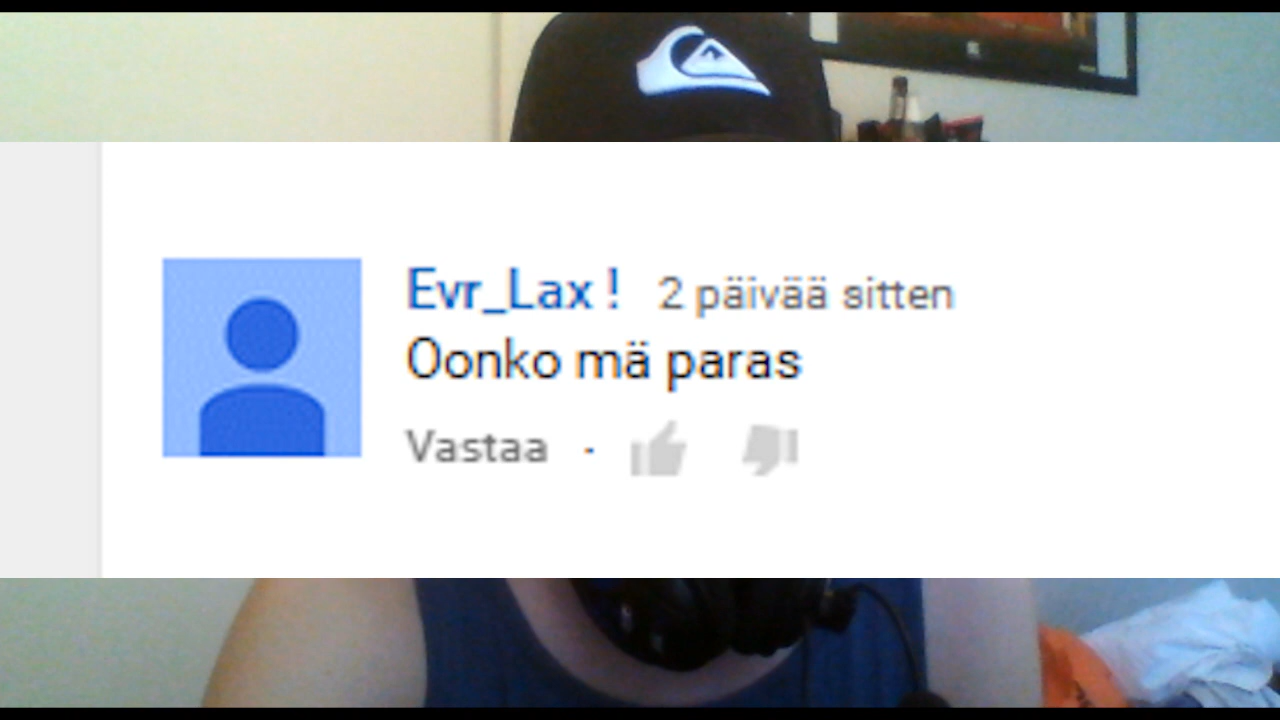 Evr_Lax ! 2 päivää sitten
Oonko mä paras
Vastaa ·